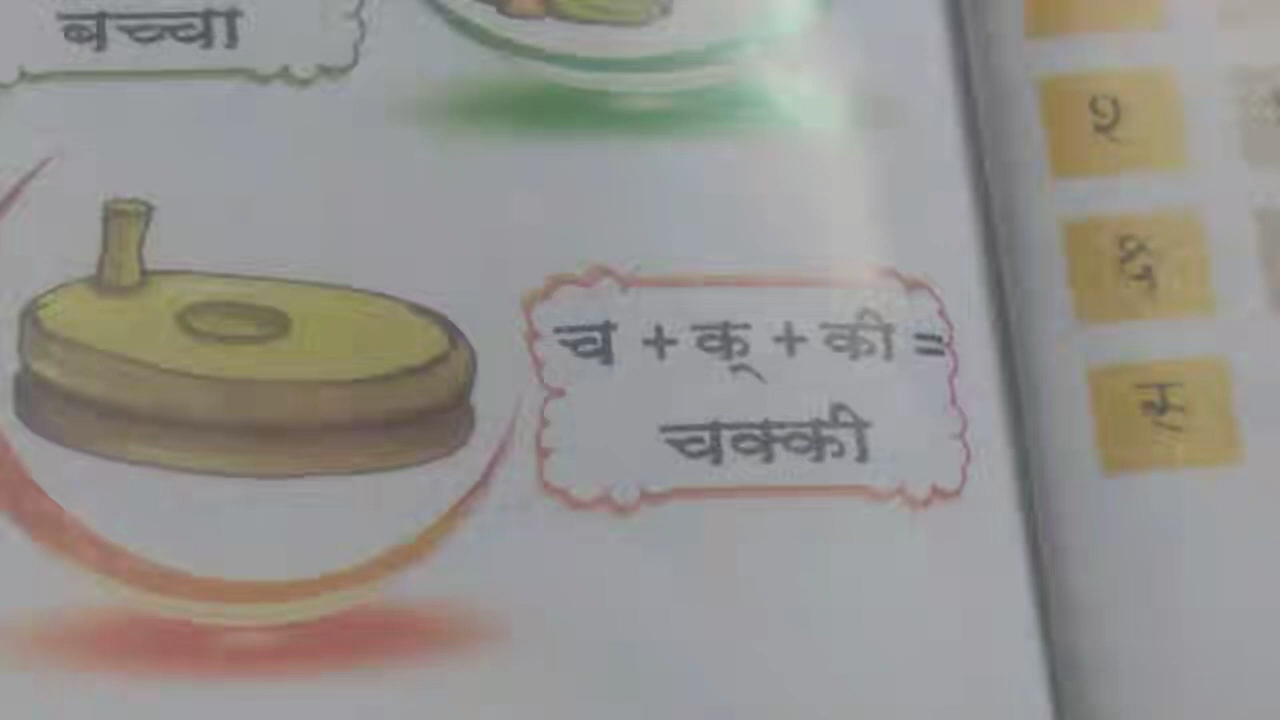 बच्चा
च + क् + की =
चक्की